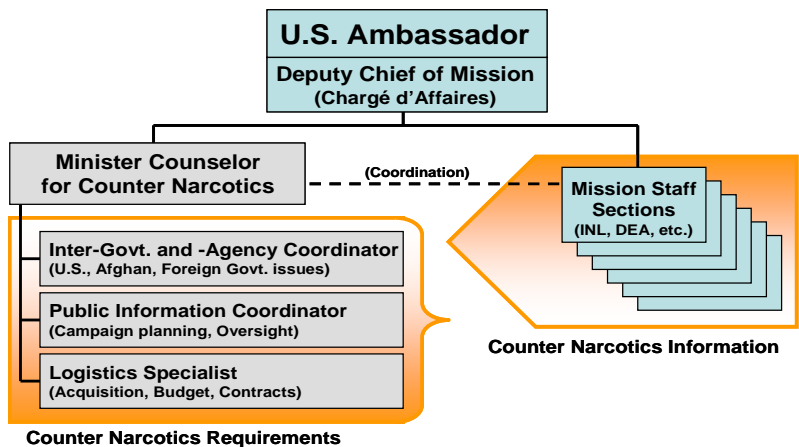 U.S. Ambassador
Deputy Chief of Mission
(Chargé d'Affaires)
Minister Counselor
for Counter Narcotics
(Coordination)
Mission Staff
Sections
(INL, DEA, etc.)
Inter-Govt. and -Agency Coordinator
(U.S., Afghan, Foreign Govt. issues)
Public Information Coordinator
(Campaign planning, Oversight)
Logistics Specialist
(Acquisition, Budget, Contracts)
Counter Narcotics Information
Counter Narcotics Requirements